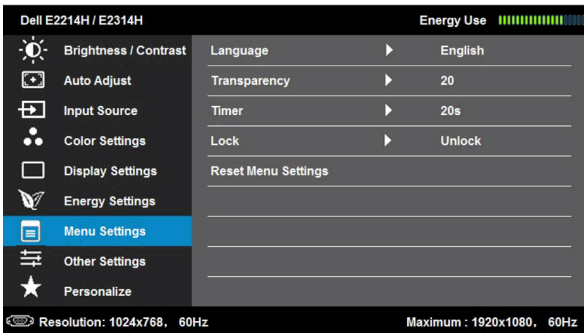 Dell E2214H / E2314H Energy Use
Brightness / Contrast Language English
Auto Adjust Transparency 20
Input Source Timer 20s
Color Settings Lock Unlock
Display Settings Reset Menu Settings
Energy Settings
Menu Settings
Other Settings
Personalize
Resolution: 1024x768, 60Hz Maximum : 1920x1080, 60Hz